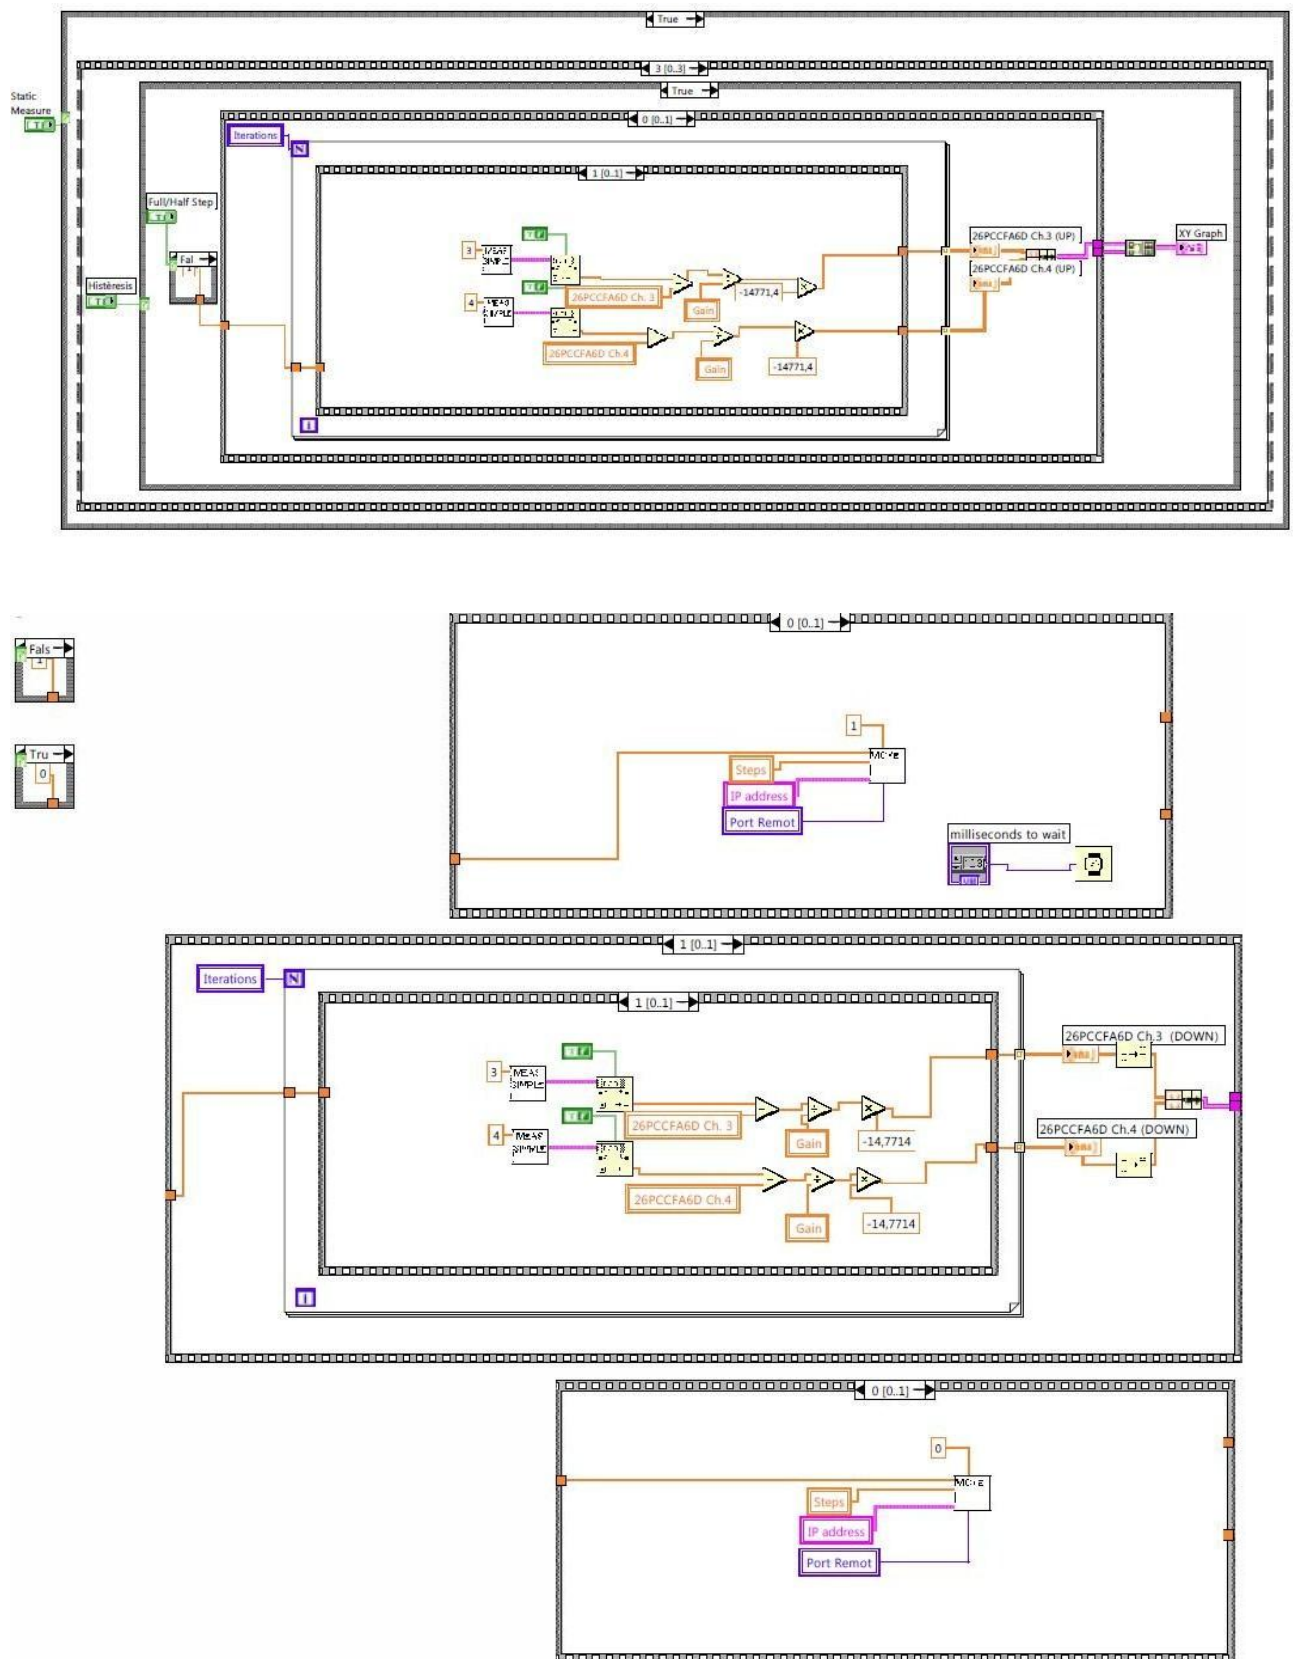 True
3 [0..3]
Static
Measure
True
0 [0..1]
Iterations
N
1 [0..1]
Full/Half Step
Fal
1
Histèresis
3
MEAS
SIMPLE
26PCCFA6D Ch. 3
Gain
-14771,4
4
MEAS
SIMPLE
26PCCFA6D Ch.4
Gain
-14771,4
i
26PCCFA6D Ch.3 (UP)
26PCCFA6D Ch.4 (UP)
XY Graph
0 [0..1]
Fals
1
Tru
0
1
MOVE
Steps
IP address
Port Remot
milliseconds to wait
1 [0..1]
Iterations
N
1 [0..1]
3
MEAS
SIMPLE
26PCCFA6D Ch. 3
Gain
-14,7714
4
MEAS
SIMPLE
26PCCFA6D Ch.4
Gain
-14,7714
i
26PCCFA6D Ch.3 (DOWN)
26PCCFA6D Ch.4 (DOWN)
0 [0..1]
0
MOVE
Steps
IP address
Port Remot